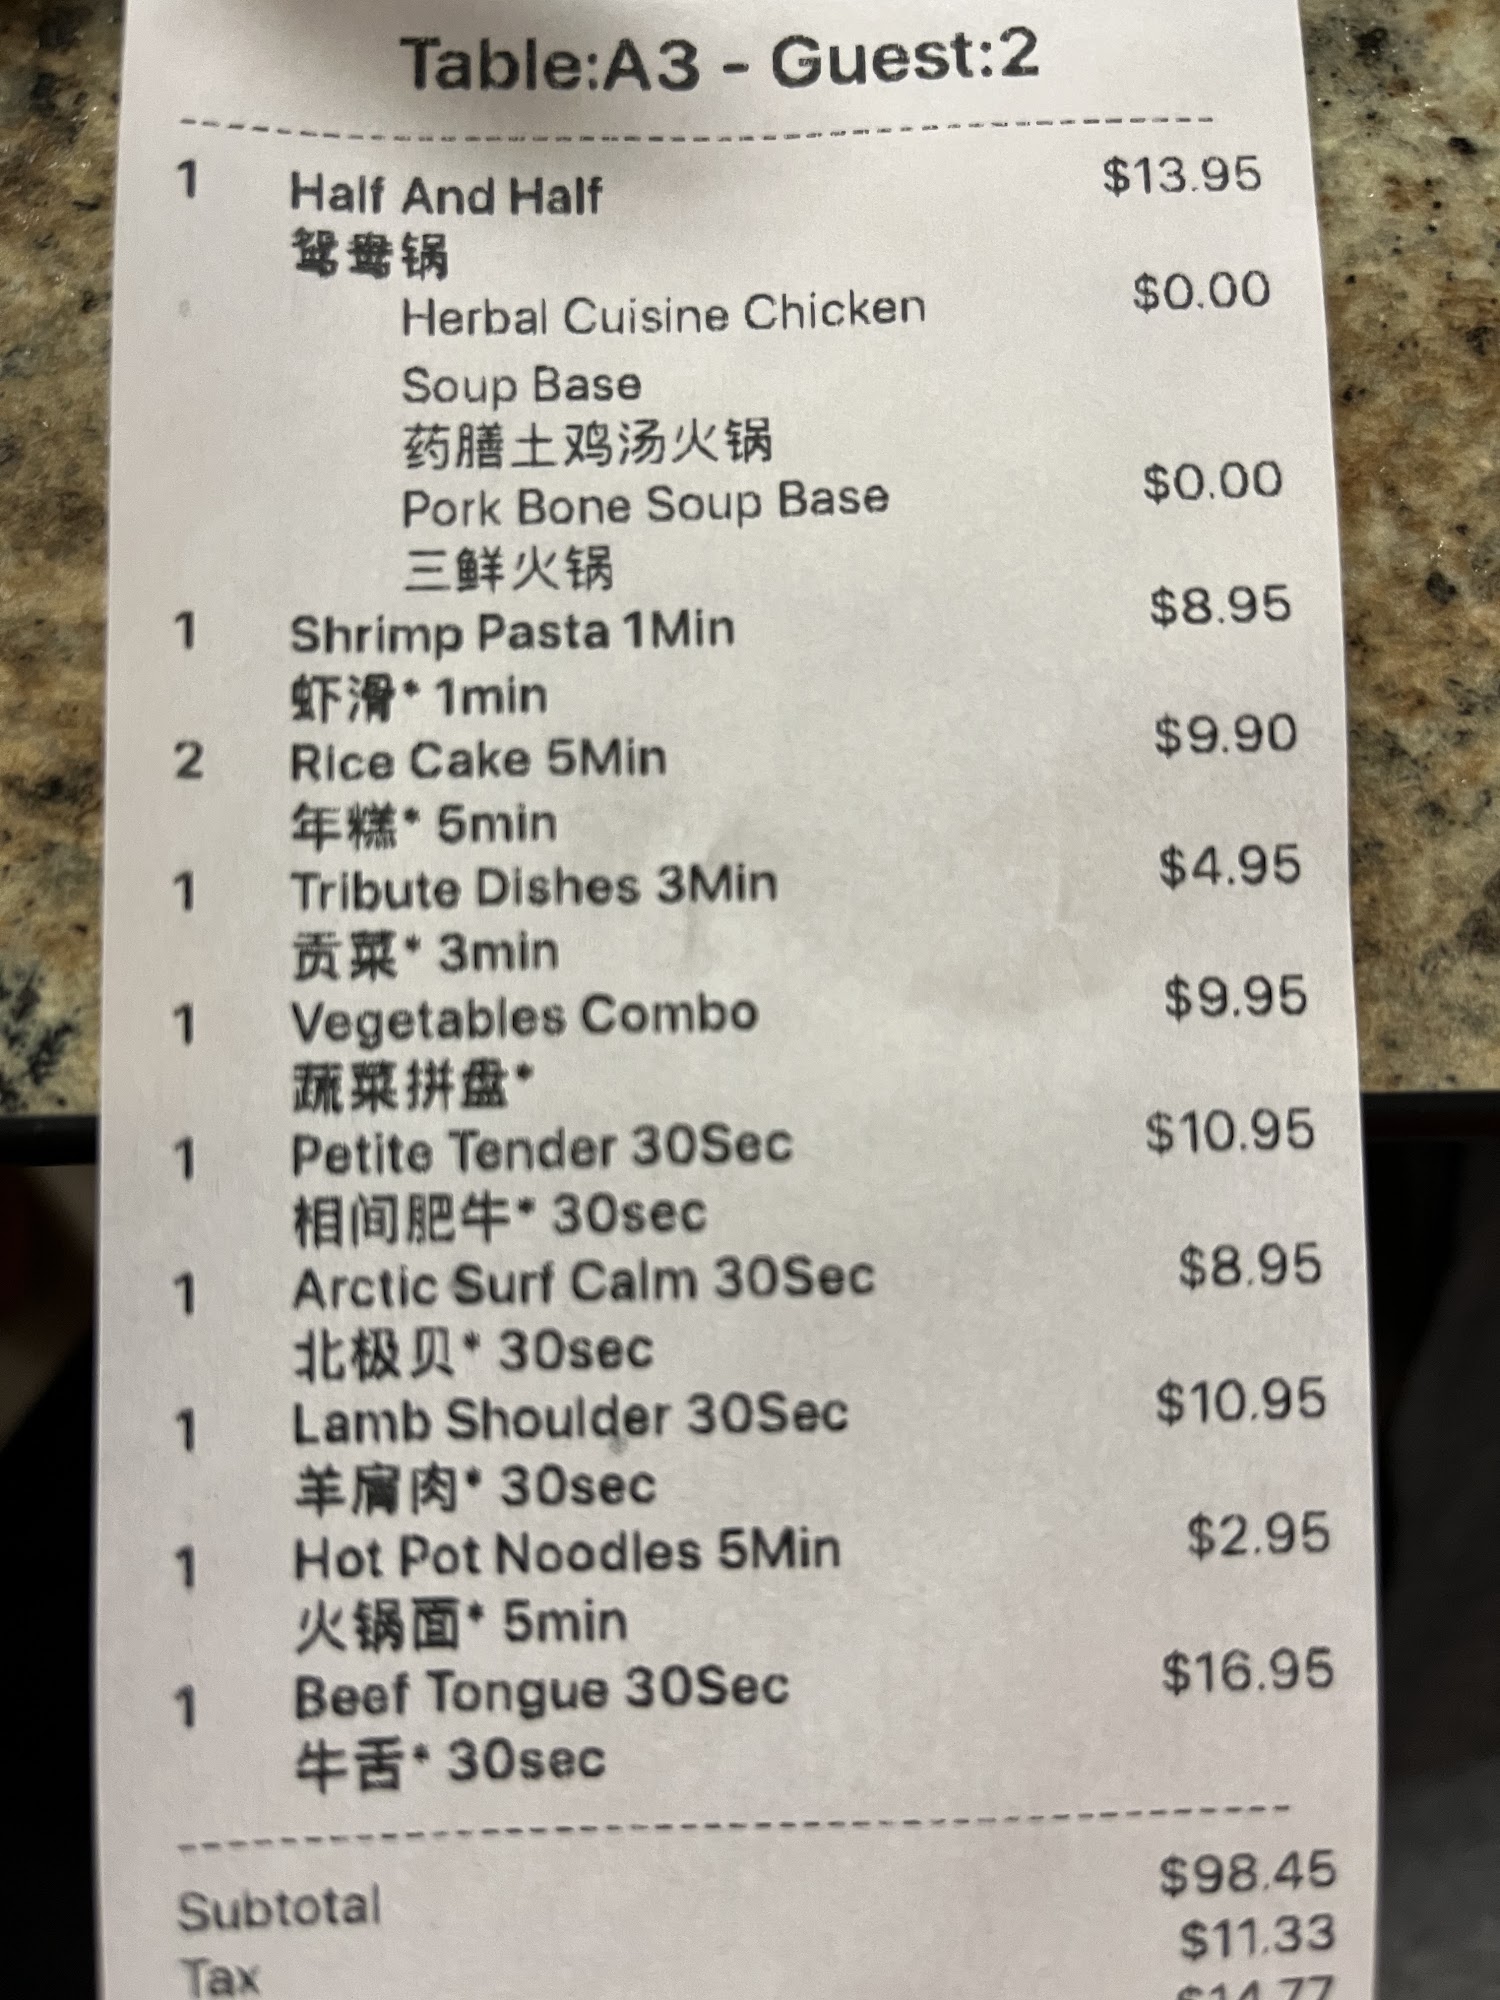 Table:A3 - Guest:2
1 Half And Half $13.95
鸳鸯锅
Herbal Cuisine Chicken $0.00
Soup Base
药膳土鸡汤火锅
Pork Bone Soup Base $0.00
三鲜火锅
1 Shrimp Pasta 1Min $8.95
虾滑* 1min
2 Rice Cake 5Min $9.90
年糕* 5min
1 Tribute Dishes 3Min $4.95
贡菜* 3min
1 Vegetables Combo $9.95
蔬菜拼盘*
1 Petite Tender 30Sec $10.95
相间肥牛* 30sec
1 Arctic Surf Calm 30Sec $8.95
北极贝* 30sec
1 Lamb Shoulder 30Sec $10.95
羊肩肉* 30sec
1 Hot Pot Noodles 5Min $2.95
火锅面* 5min
1 Beef Tongue 30Sec $16.95
牛舌* 30sec
Subtotal $98.45
Tax $11.33
$14.77